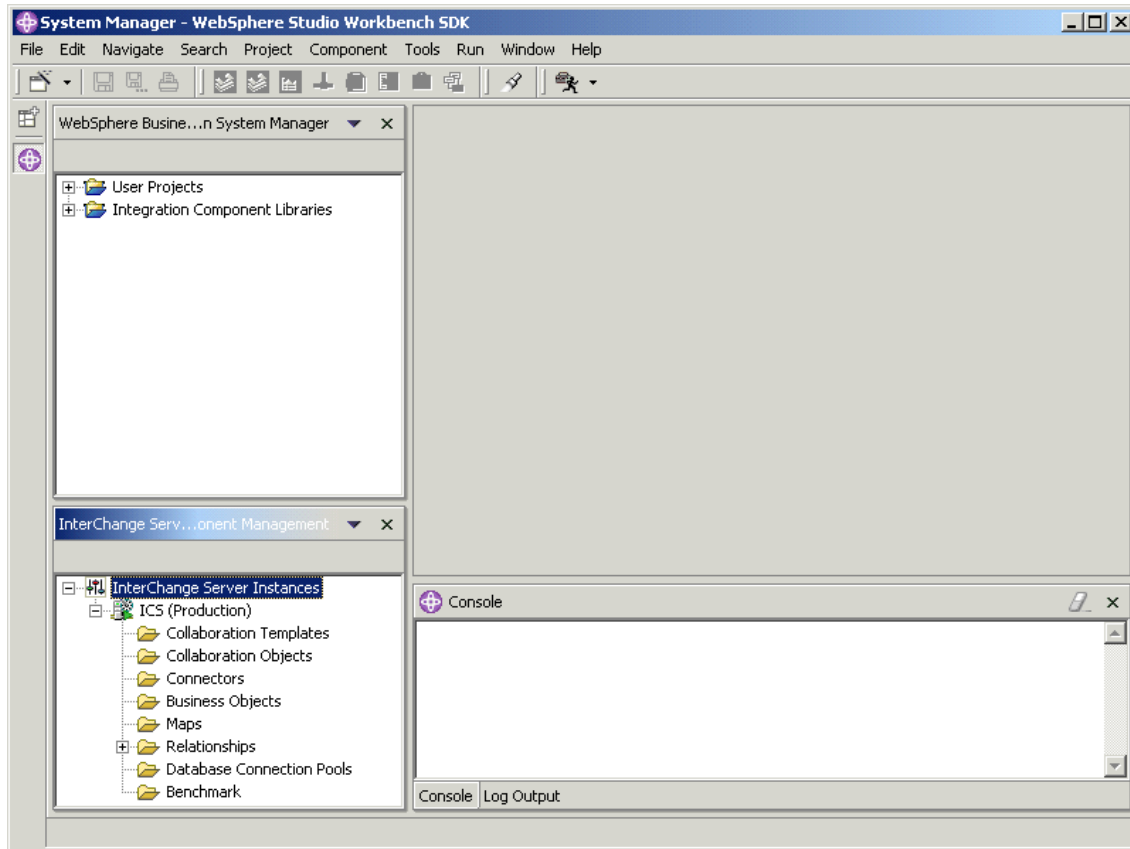 System Manager - WebSphere Studio Workbench SDK
File Edit Navigate Search Project Component Tools Run Window Help
WebSphere Busine...n System Manager
User Projects
Integration Component Libraries
InterChange Serv...onent Management
InterChange Server Instances
ICS (Production)
Collaboration Templates
Collaboration Objects
Connectors
Business Objects
Maps
Relationships
Database Connection Pools
Benchmark
Console
Console Log Output